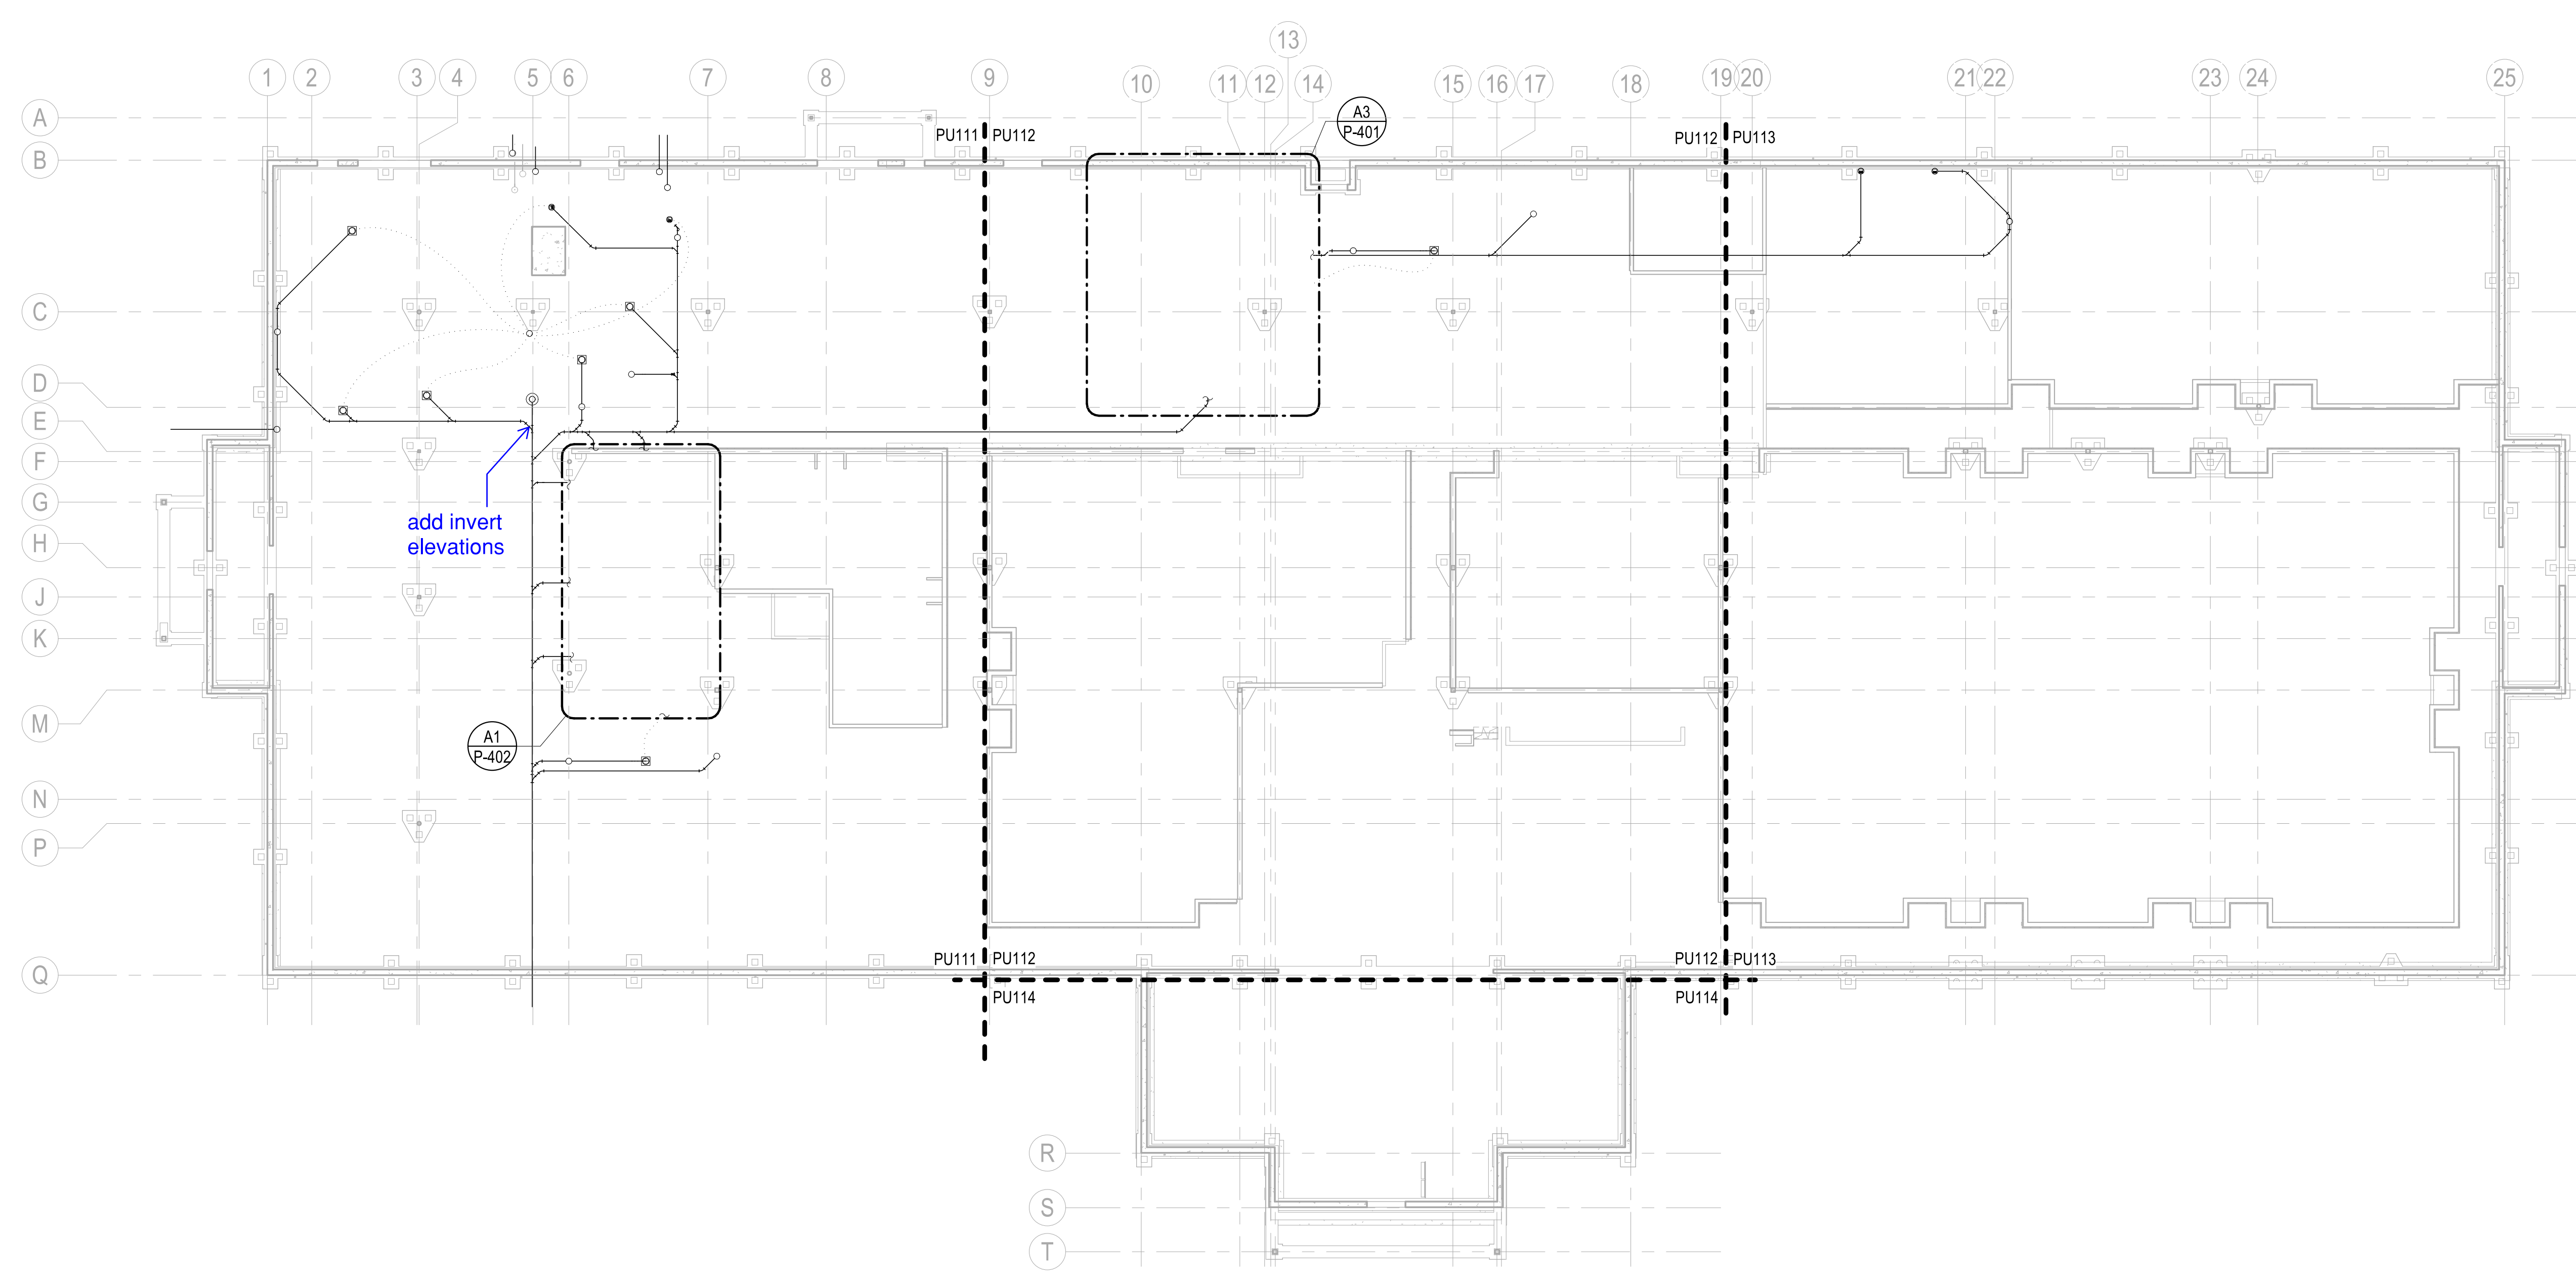 13
1 2 3 4 5 6 7 8 9 10 11 12 14 15 16 17 18 19 20 21 22 23 24 25
A
A3
P-401
PU111 PU112
PU112 PU113
B
C
D
E
F
G
add invert
elevations
H
J
K
M
A1
P-402
N
P
PU111 PU112
PU112 PU113
Q
PU114
PU114
R
S
T